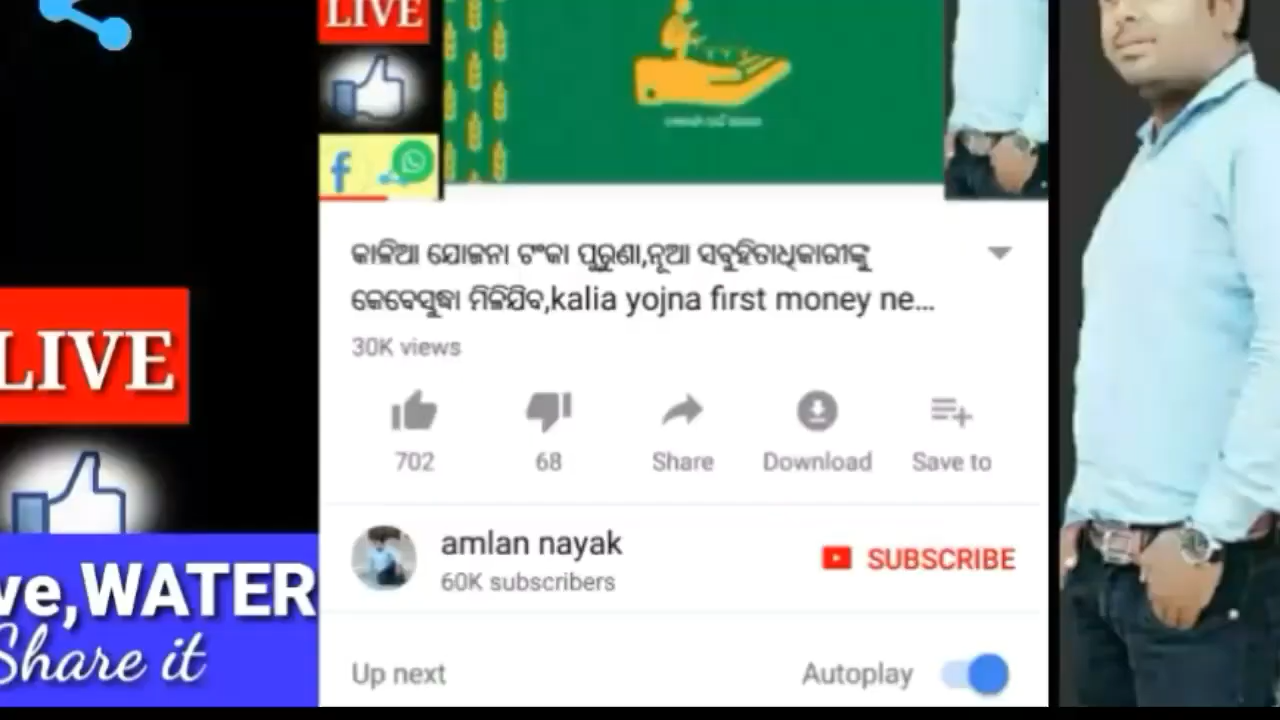 LIVE
f
କାଳିଆ ଯୋଜନା ଟଂକା ପୁରୁଣା,ନୂଆ ସବୁହିତାଧିକାରୀଙ୍କୁ
କେବେସୁଦ୍ଧା ମିଳିଯିବ,kalia yojna first money ne...
30K views
702
68
Share
Download
Save to
amlan nayak
60K subscribers
SUBSCRIBE
Up next
Autoplay
LIVE
ve,WATER
Share it